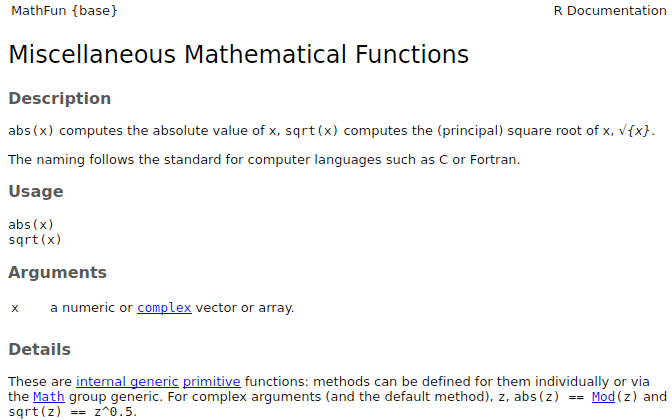 MathFun {base} R Documentation
Miscellaneous Mathematical Functions
Description
abs(x) computes the absolute value of x, sqrt(x) computes the (principal) square root of x, √{x}.
The naming follows the standard for computer languages such as C or Fortran.
Usage
abs(x)
sqrt(x)
Arguments
x a numeric or complex vector or array.
Details
These are internal generic primitive functions: methods can be defined for them individually or via
the Math group generic. For complex arguments (and the default method), z, abs(z) == Mod(z) and
sqrt(z) == z^0.5.